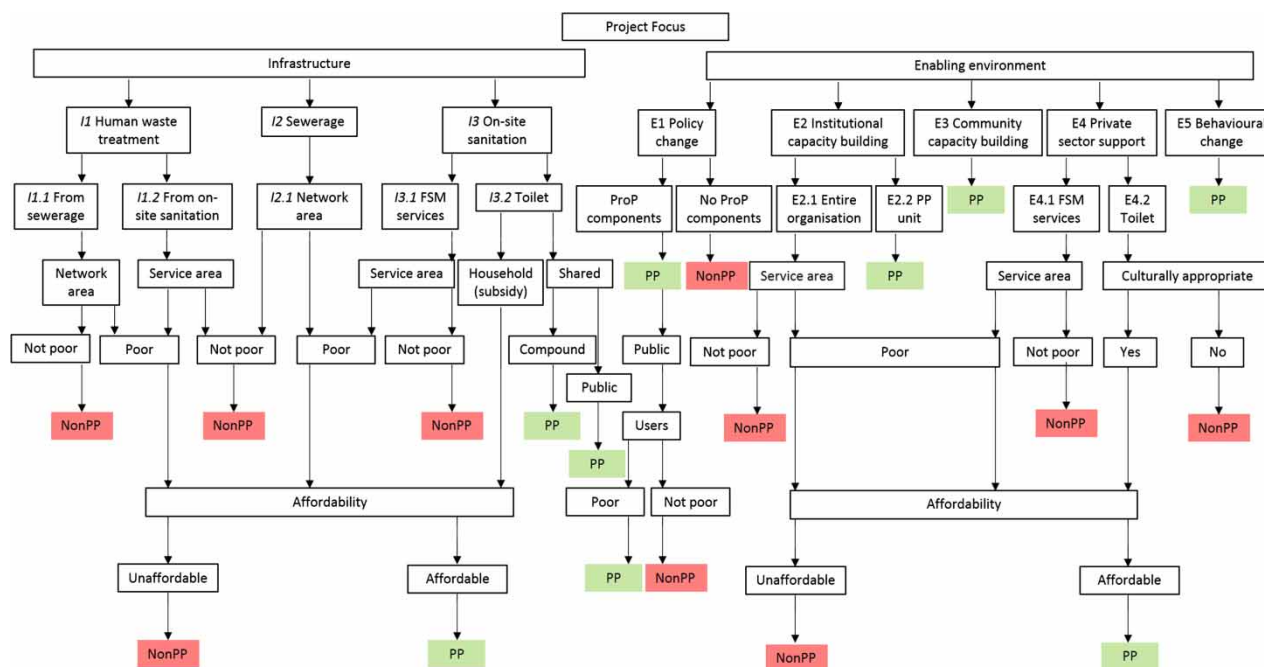 Project Focus
Infrastructure
Enabling environment
I1 Human waste
treatment
I2 Sewerage
I3 On-site
sanitation
E1 Policy
change
E2 Institutional
capacity building
E3 Community
capacity building
E4 Private
sector support
E5 Behavioural
change
I1.1 From
sewerage
I1.2 From on-
site sanitation
I2.1 Network
area
I3.1 FSM
services
I3.2 Toilet
ProP
components
No ProP
components
E2.1 Entire
organisation
E2.2 PP
unit
PP
E4.1 FSM
services
E4.2
Toilet
PP
Network
area
Service area
Service area
Household
(subsidy)
Shared
PP
NonPP
Service area
PP
Service area
Culturally appropriate
Not poor
Poor
Not poor
Poor
Not poor
Compound
Public
Not poor
Poor
Not poor
Yes
No
Public
NonPP
NonPP
NonPP
PP
Users
NonPP
NonPP
NonPP
PP
Affordability
Poor
Not poor
Affordability
Unaffordable
Affordable
PP
NonPP
Unaffordable
Affordable
NonPP
PP
NonPP
PP